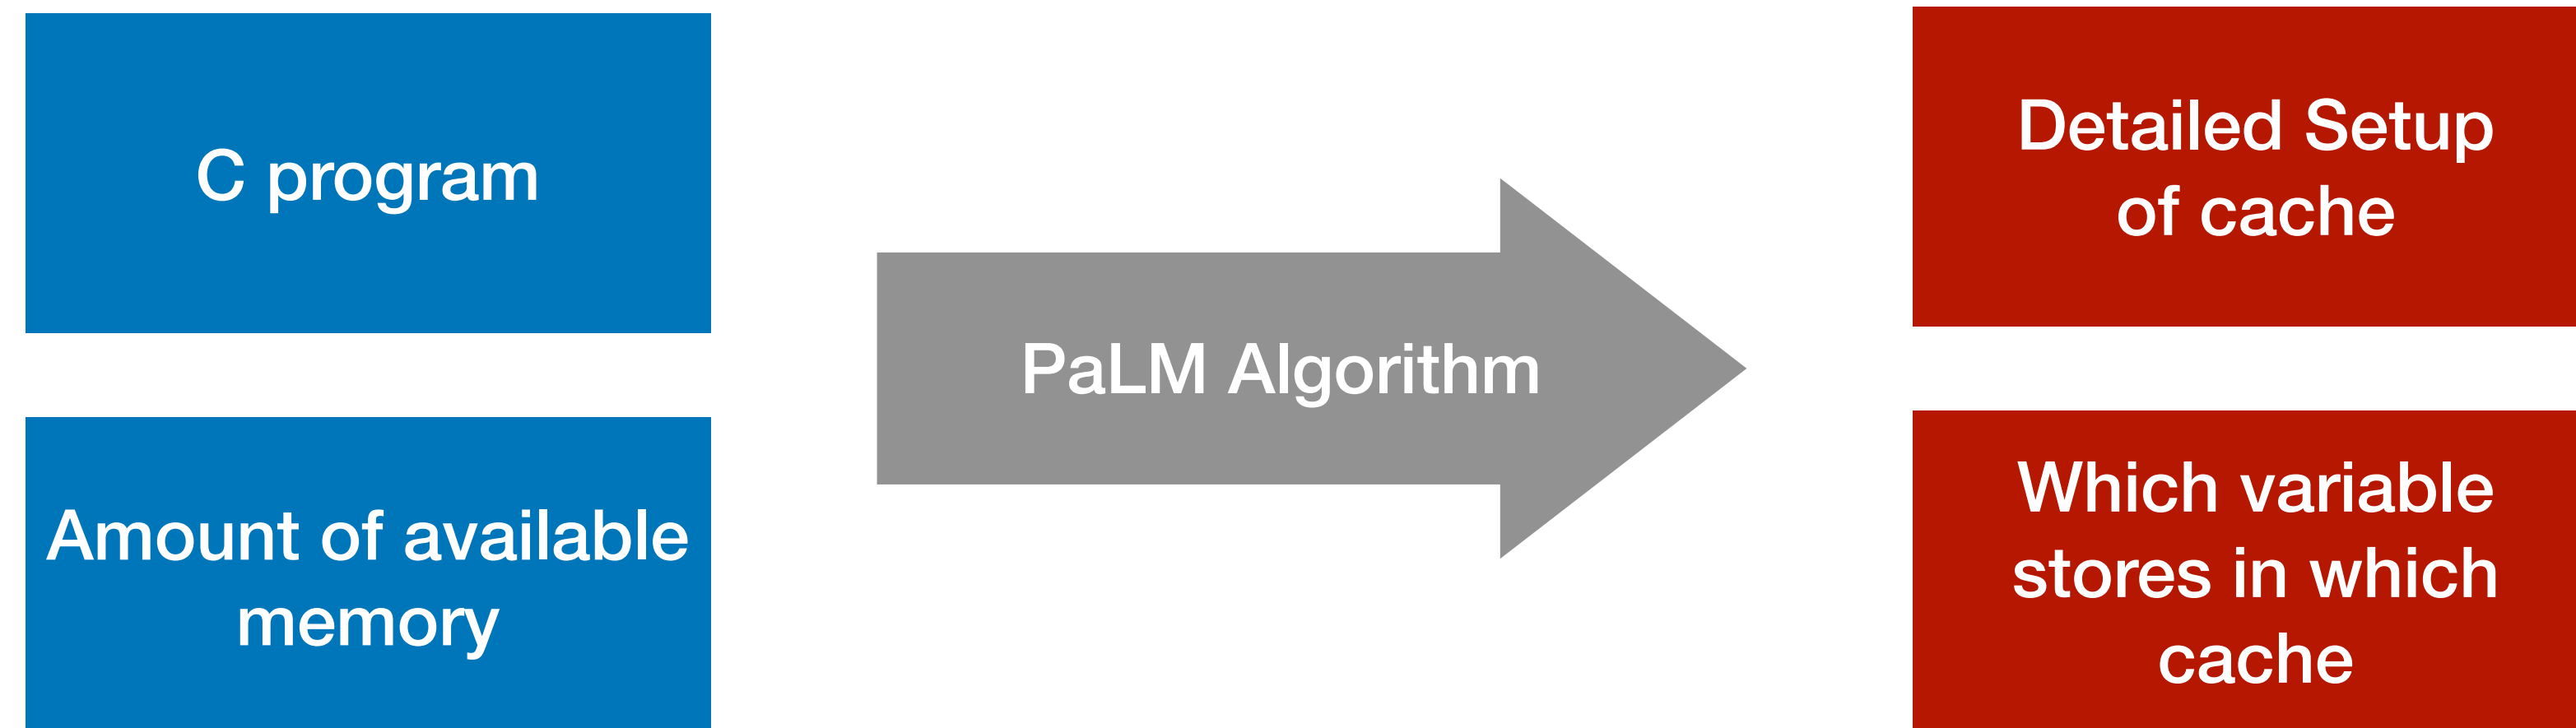 C program
Amount of available
memory
PaLM Algorithm
Detailed Setup
of cache
Which variable
stores in which
cache